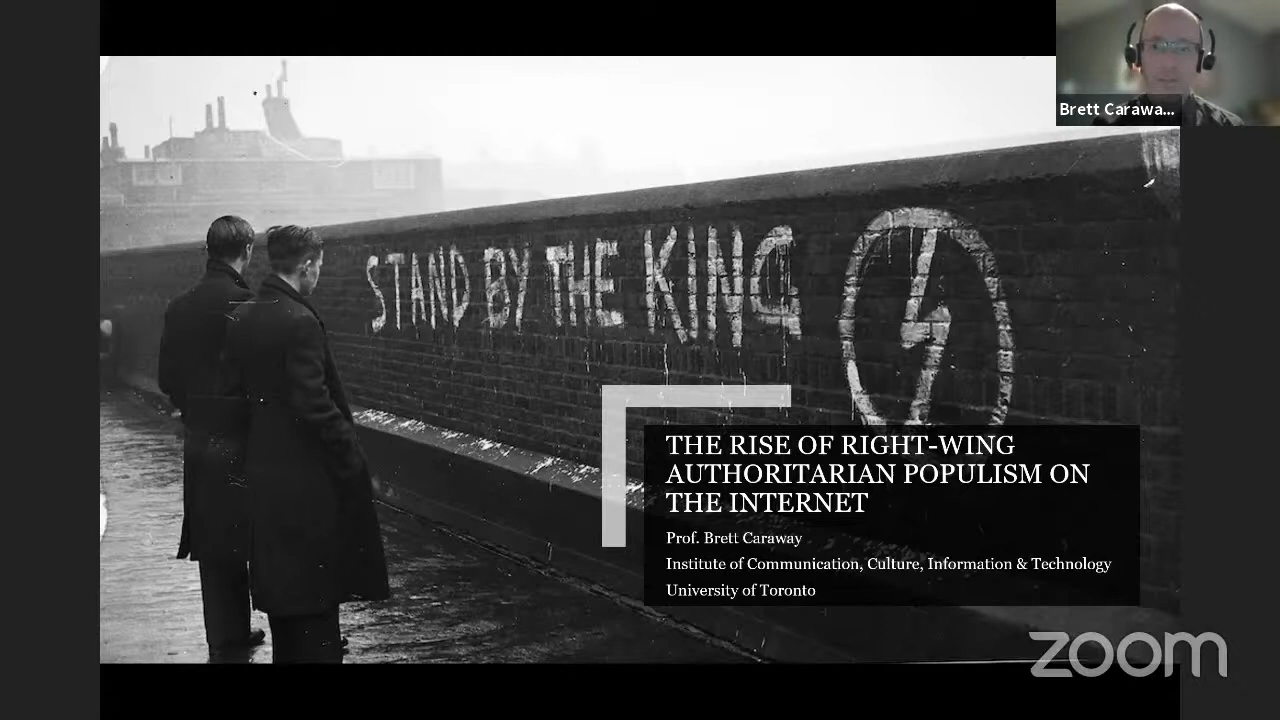 Brett Carawa...
STAND BY THE KING
THE RISE OF RIGHT-WING
AUTHORITARIAN POPULISM ON
THE INTERNET
Prof. Brett Caraway
Institute of Communication, Culture, Information & Technology
University of Toronto
zoom